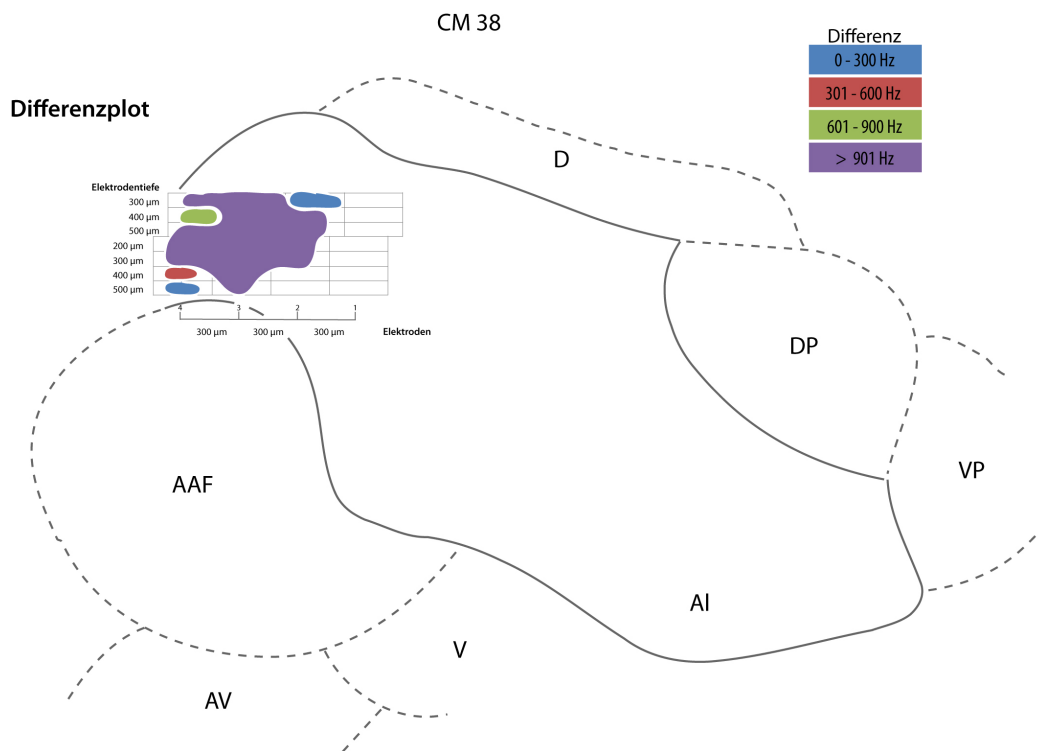 CM 38
Differenz
0 - 300 Hz
301 - 600 Hz
601 - 900 Hz
> 901 Hz
Differenzplot
D
Elektrodentiefe
300 µm
400 µm
500 µm
200 µm
300 µm
400 µm
500 µm
4 3 2 1
300 µm 300 µm 300 µm Elektroden
DP
AAF
VP
AI
V
AV